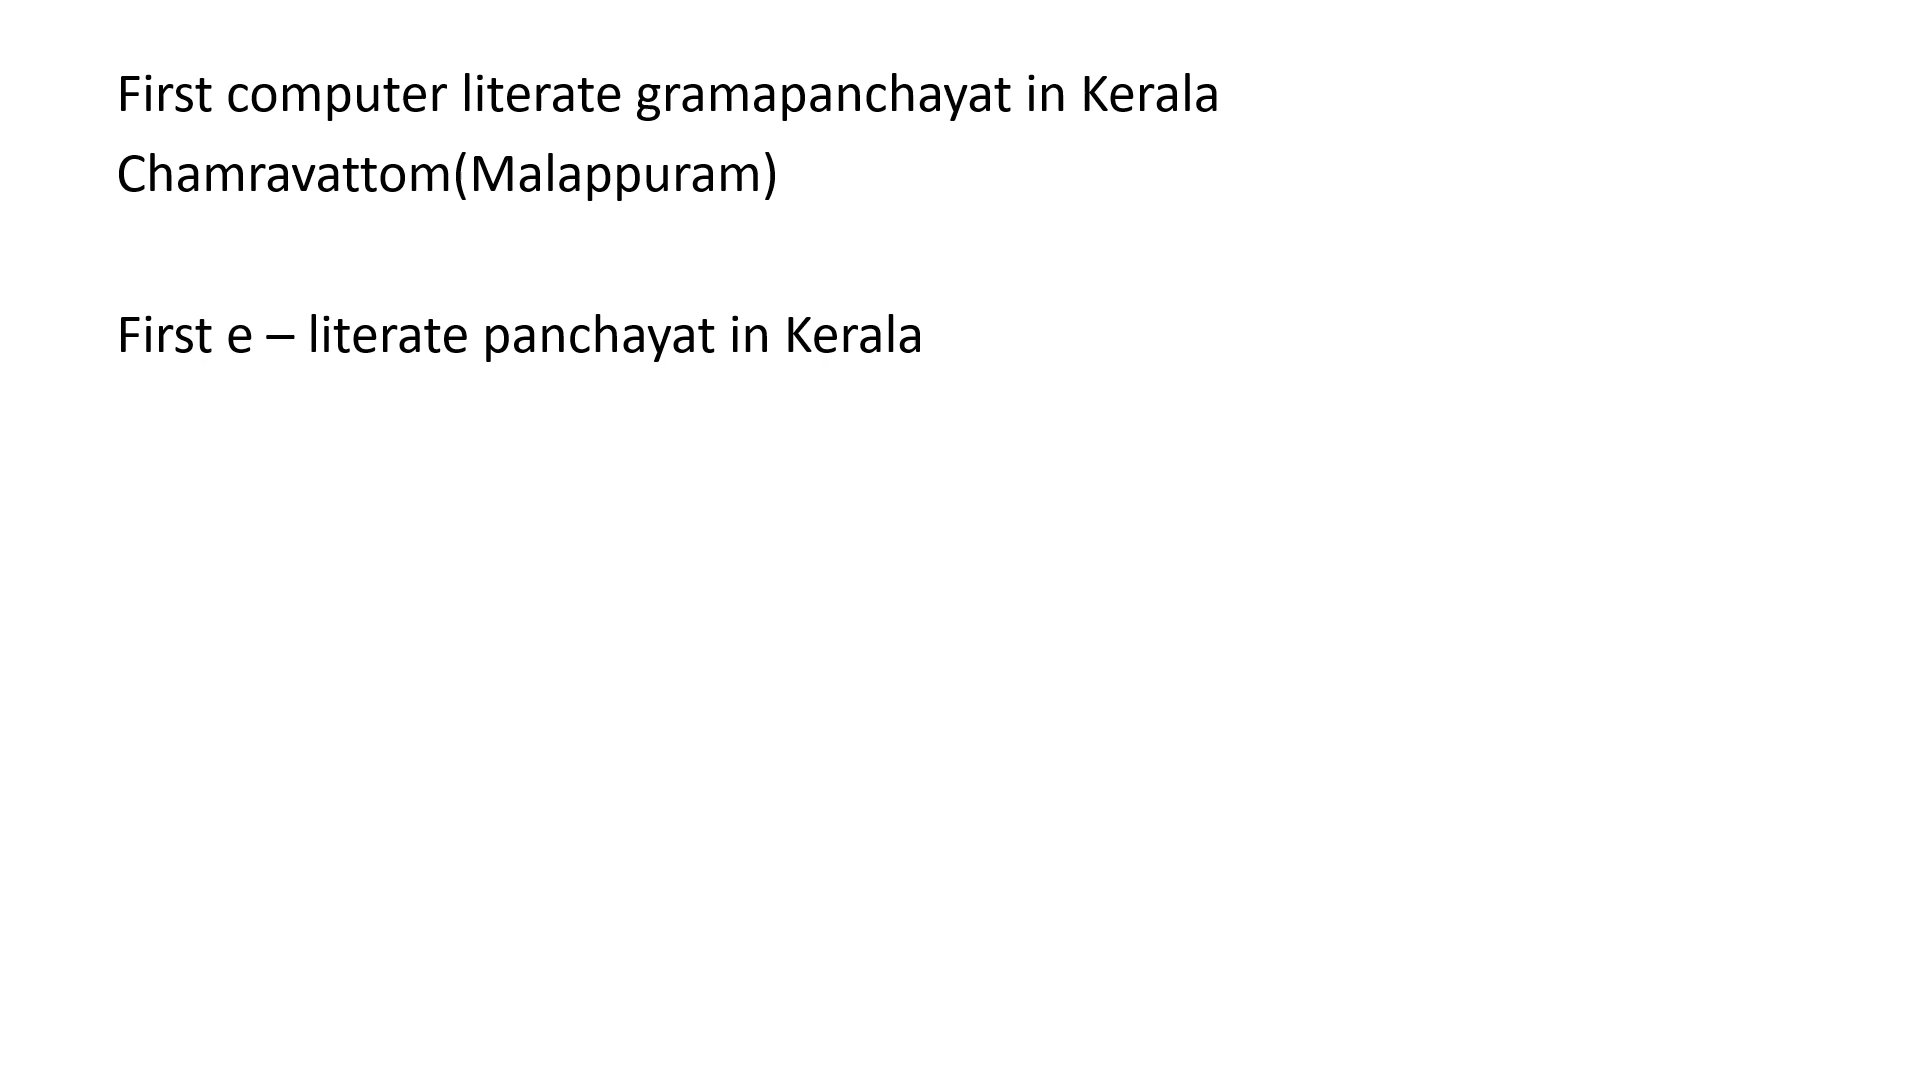 First computer literate gramapanchayat in Kerala
Chamravattom(Malappuram)
First e – literate panchayat in Kerala